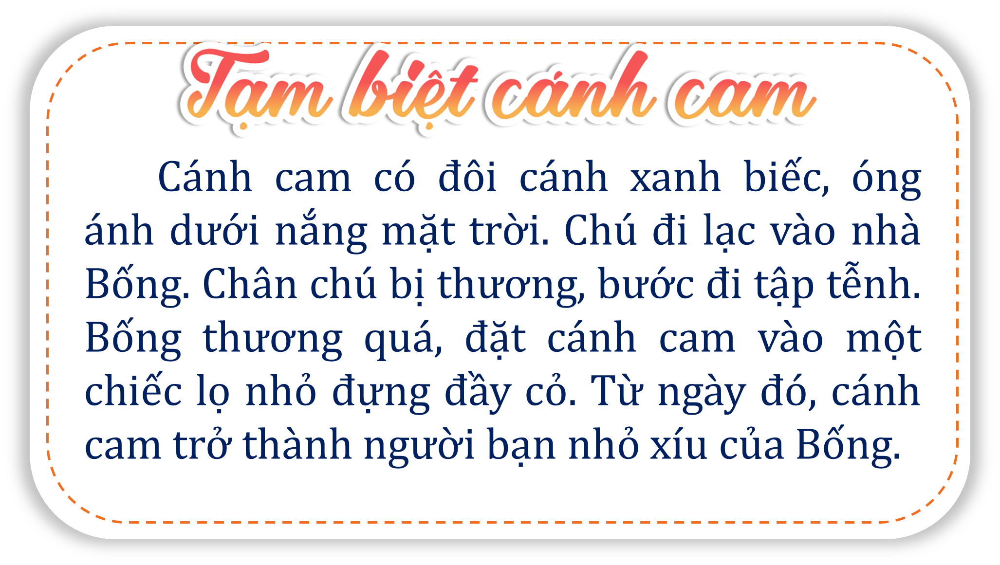 Tạm biệt cánh cam
Cánh cam có đôi cánh xanh biếc, óng
ánh dưới nắng mặt trời. Chú đi lạc vào nhà
Bống. Chân chú bị thương, bước đi tập tễnh.
Bống thương quá, đặt cánh cam vào một
chiếc lọ nhỏ đựng đầy cỏ. Từ ngày đó, cánh
cam trở thành người bạn nhỏ xíu của Bống.